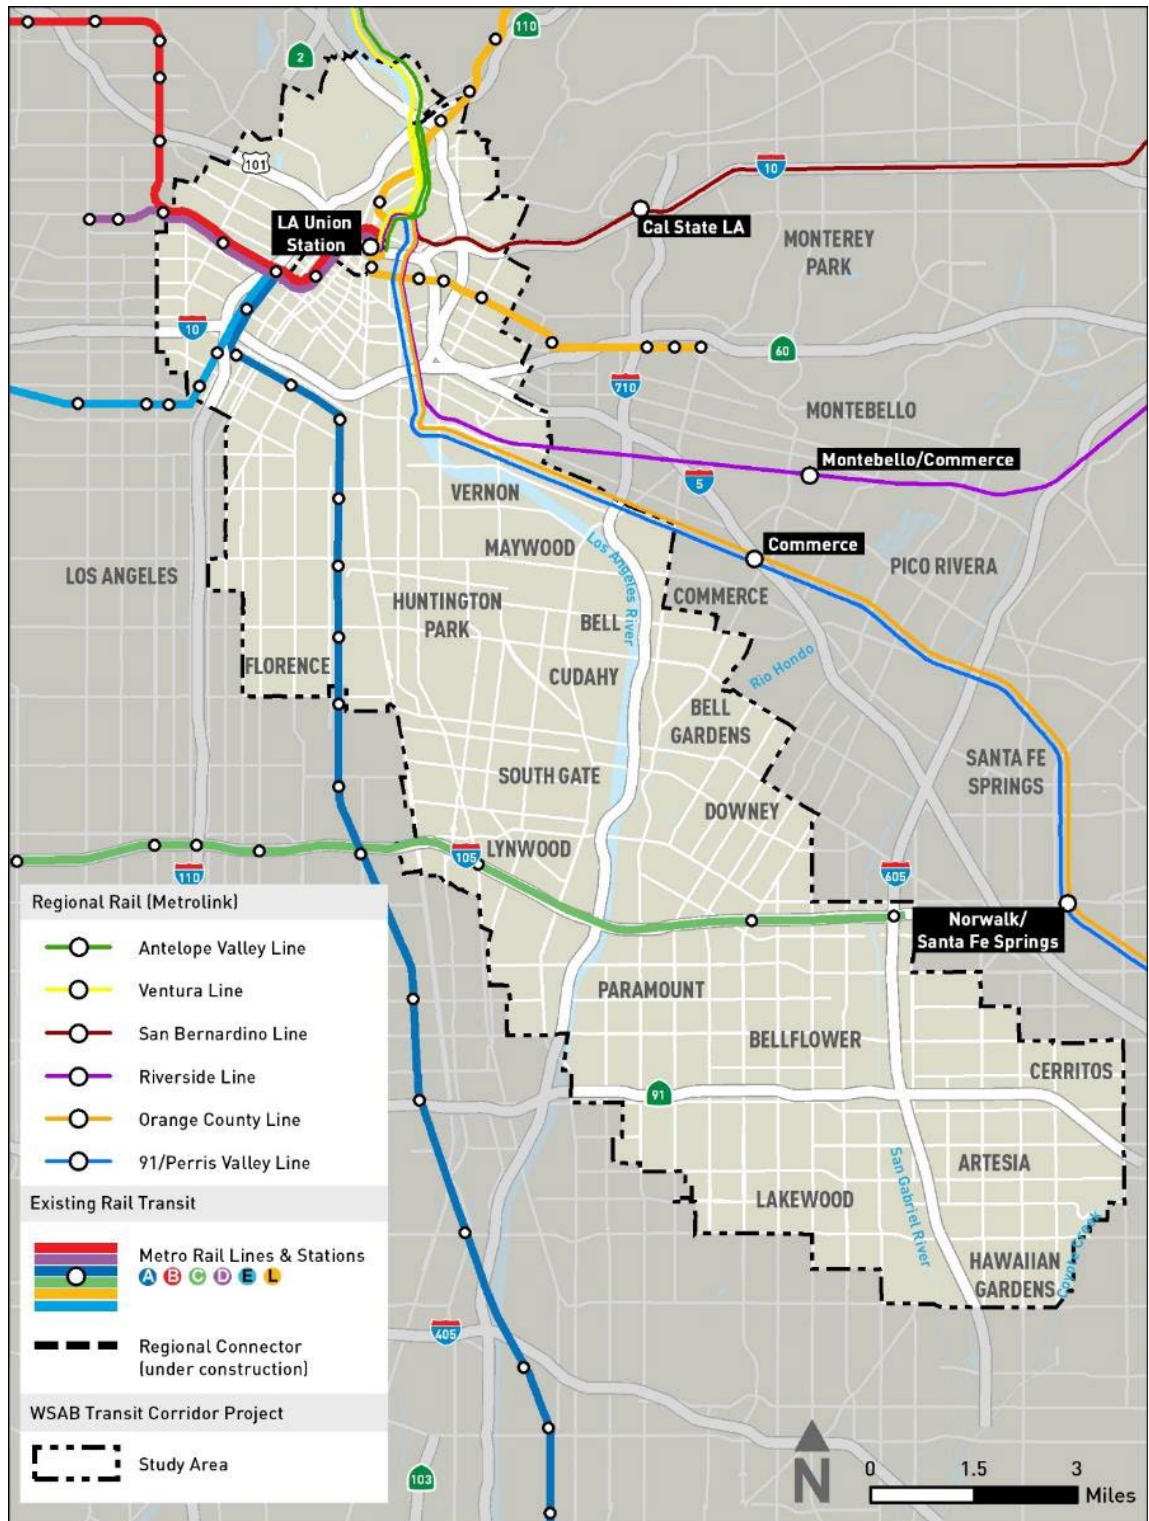 110
2
101
10
LA Union
Station
Cal State LA
MONTEREY
PARK
10
60
710
MONTEBELLO
Montebello/Commerce
5
VERNON
Los Angeles River
MAYWOOD
Commerce
LOS ANGELES
PICO RIVERA
HUNTINGTON
PARK
COMMERCE
BELL
FLORENCE
CUDAHY
Rio Hondo
BELL
GARDENS
SANTA FE
SPRINGS
SOUTH GATE
DOWNEY
LYNWOOD
105
110
605
Norwalk/
Santa Fe Springs
PARAMOUNT
BELLFLOWER
CERRITOS
91
ARTESIA
LAKEWOOD
San Gabriel River
HAWAIIAN
GARDENS
Coyote Creek
405
103
Regional Rail (Metrolink)
Antelope Valley Line
Ventura Line
San Bernardino Line
Riverside Line
Orange County Line
91/Perris Valley Line
Existing Rail Transit
Metro Rail Lines & Stations
A B C D E L
Regional Connector
(under construction)
WSAB Transit Corridor Project
Study Area
N
0 1.5 3
Miles